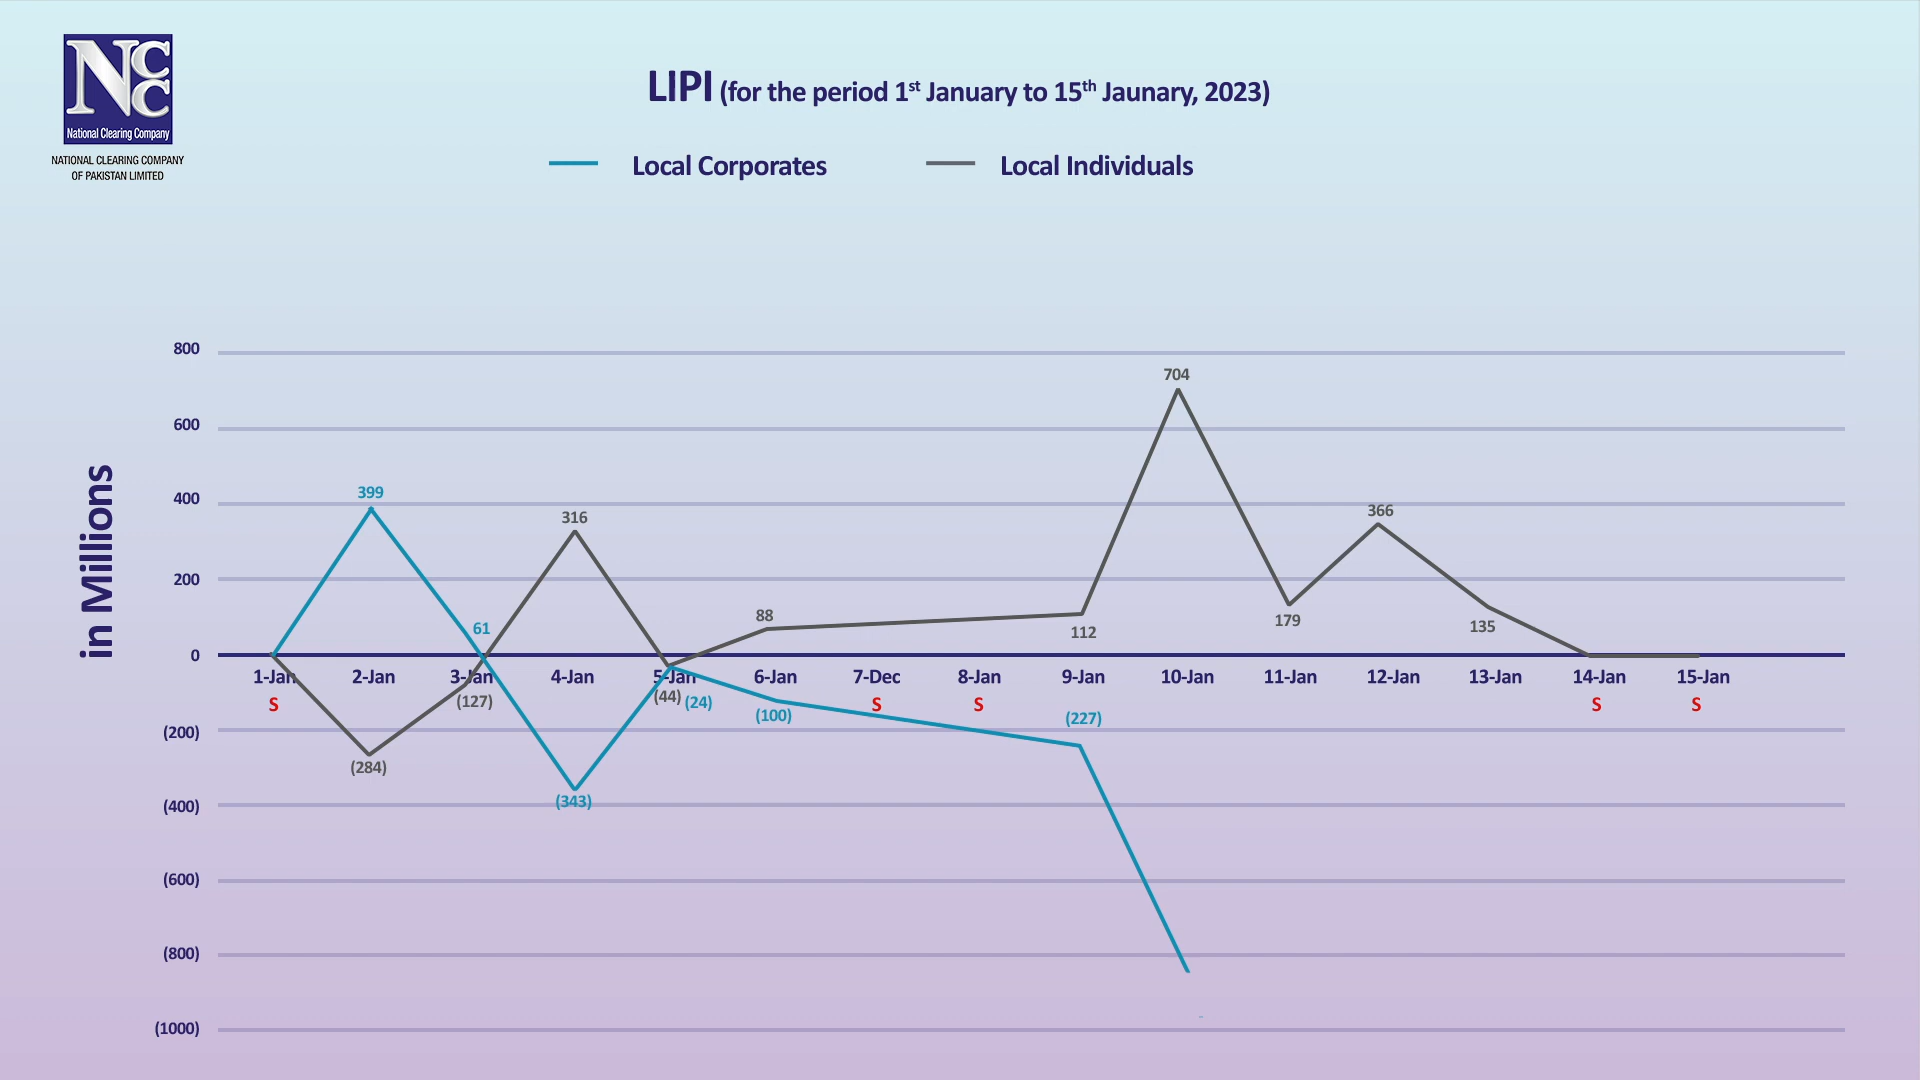 NCCC
National Clearing Company
NATIONAL CLEARING COMPANY
OF PAKISTAN LIMITED
LIPI (for the period 1st January to 15th Jaunary, 2023)
Local Corporates Local Individuals
in Millions
800
600
400
200
0
(200)
(400)
(600)
(800)
(1000)
704
399
316
366
61
88
112
179
135
1-Jan 2-Jan 3-Jan 4-Jan 5-Jan 6-Jan 7-Dec 8-Jan 9-Jan 10-Jan 11-Jan 12-Jan 13-Jan 14-Jan 15-Jan
S S S S S
(127)
(44) (24)
(100)
(227)
(284)
(343)